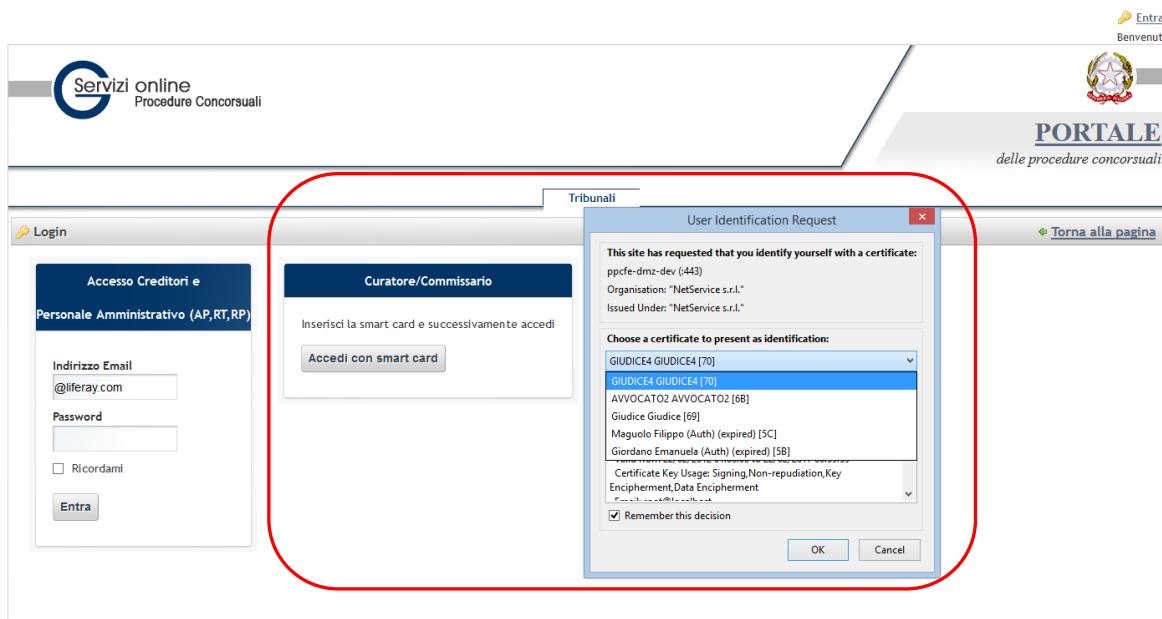 Entra
Benvenut
Servizi online
Procedure Concorsuali
PORTALE
delle procedure concorsuali
Tribunali
Login
Torna alla pagina
Accesso Creditori e
Personale Amministrativo (AP,RT,RP)
Indirizzo Email
@liferay.com
Password
Ricordami
Entra
Curatore/Commissario
Inserisci la smart card e successivamente accedi
Accedi con smart card
User Identification Request
This site has requested that you identify yourself with a certificate:
ppcfe-dmz-dev (:443)
Organisation: "NetService s.r.l."
Issued Under: "NetService s.r.l."
Choose a certificate to present as identification:
GIUDICE4 GIUDICE4 [70]
GIUDICE4 GIUDICE4 [70]
AVVOCATO2 AVVOCATO2 [6B]
Giudice Giudice [69]
Maguolo Filippo (Auth) (expired) [5C]
Giordano Emanuela (Auth) (expired) [5B]
Certificate Key Usage: Signing,Non-repudiation,Key
Encipherment,Data Encipherment
Remember this decision
OK
Cancel